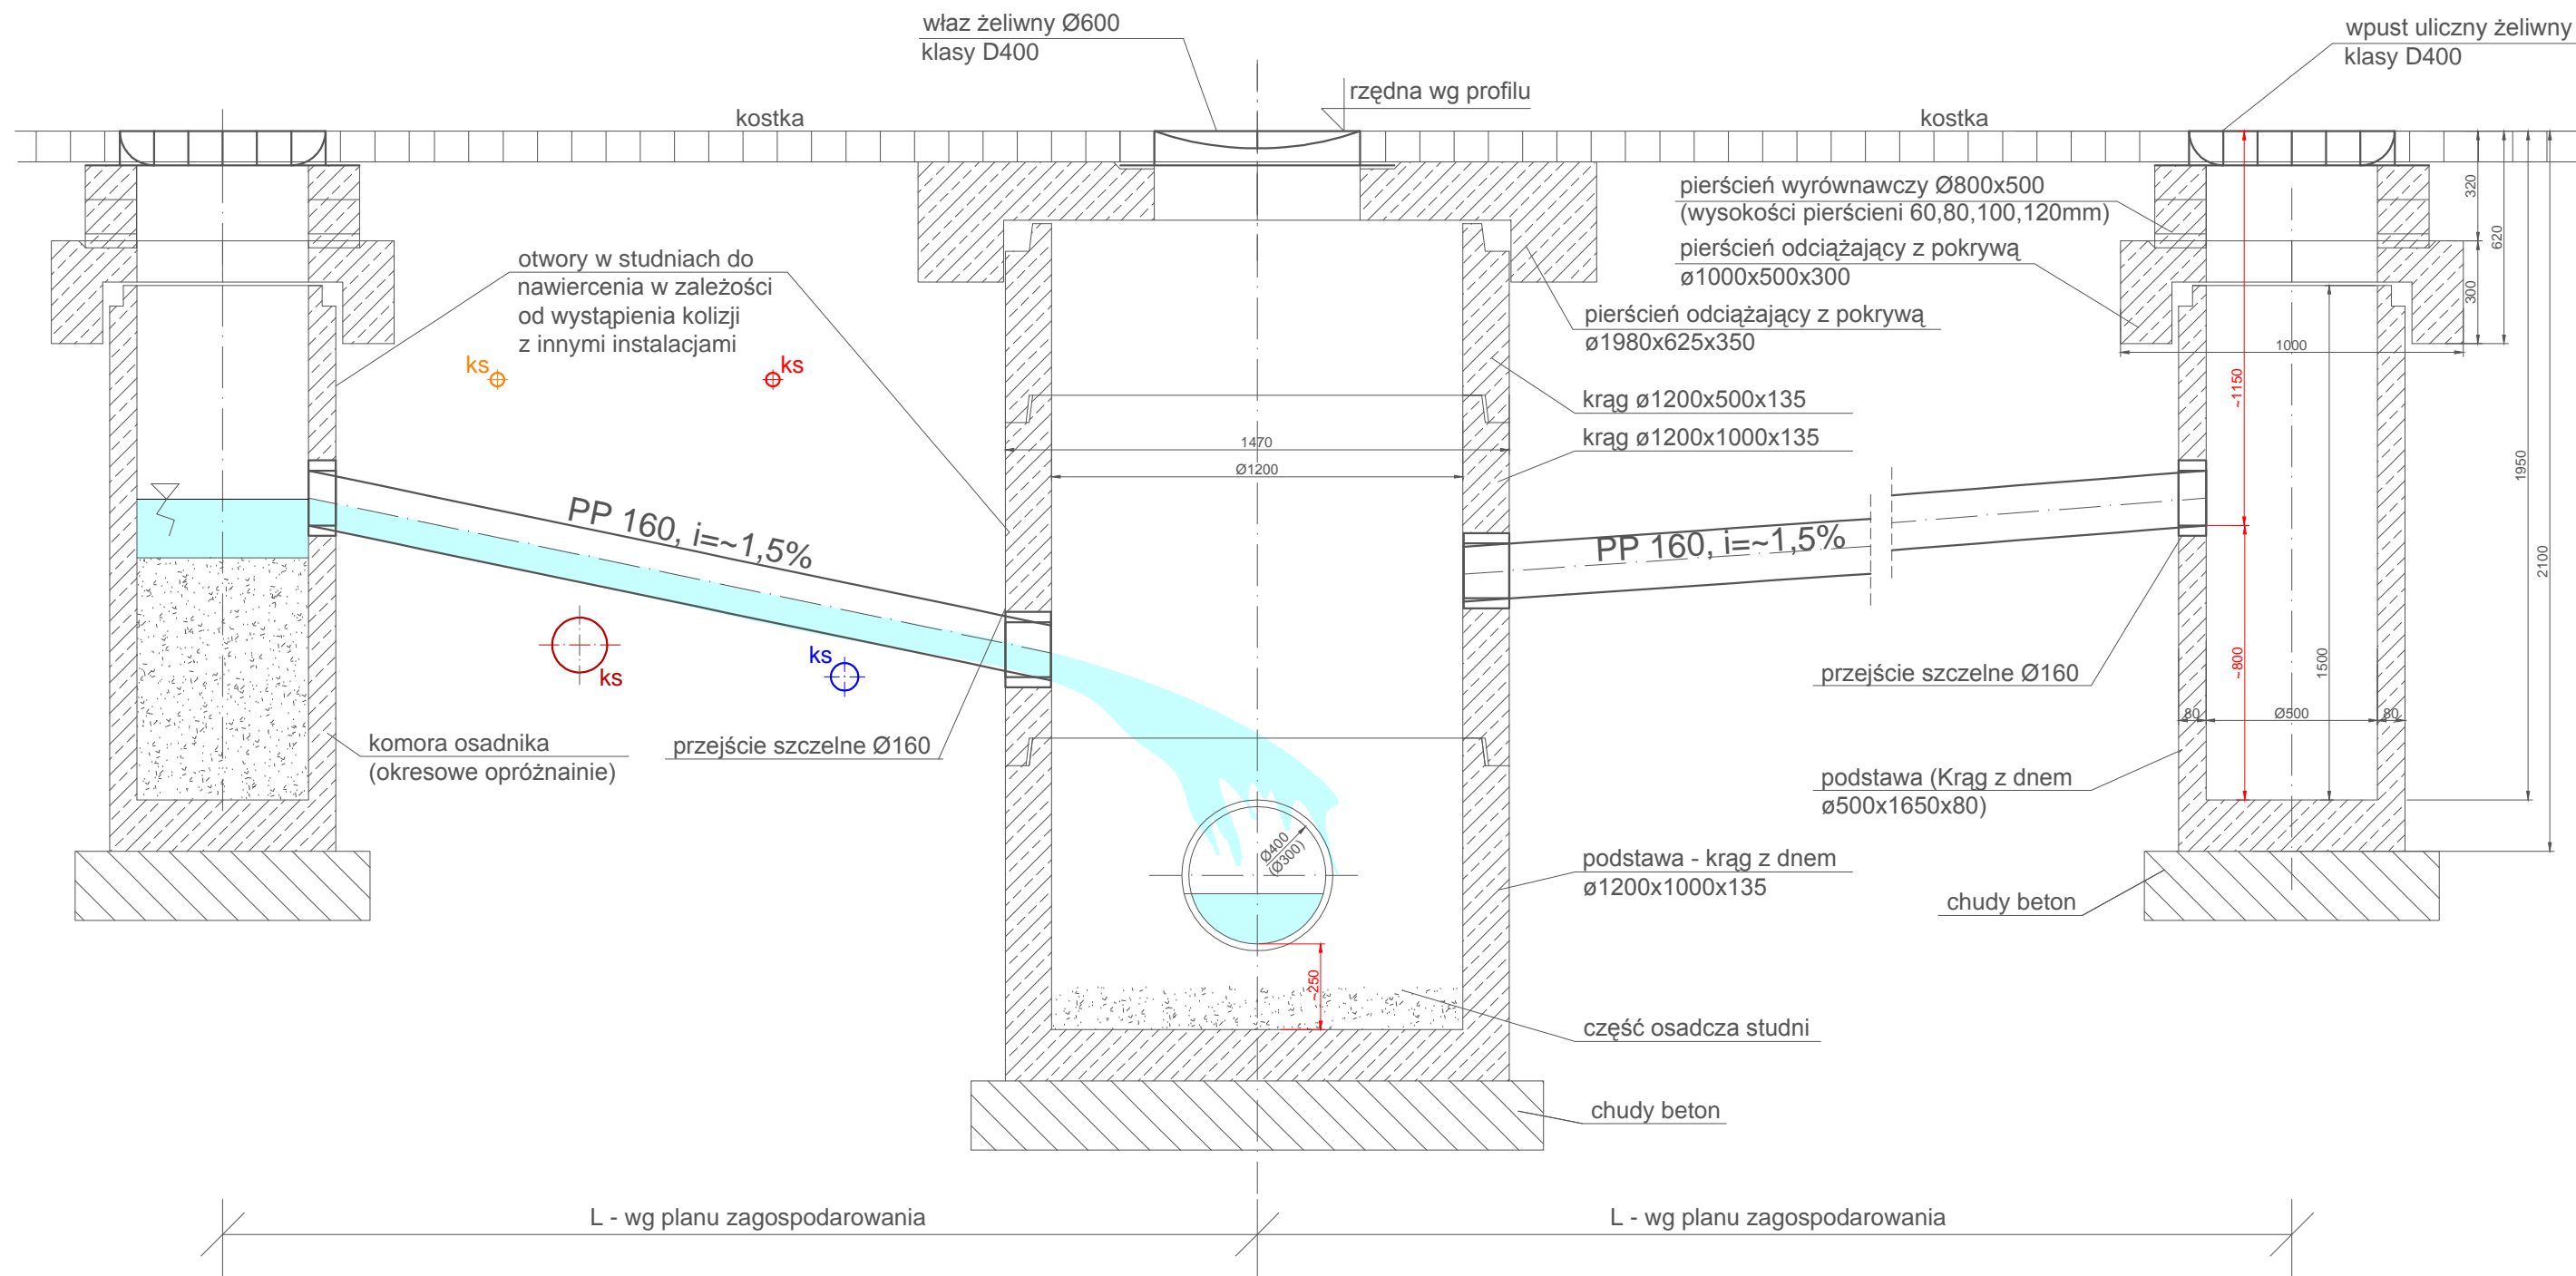 właz żeliwny Ø600
klasy D400
wpust uliczny żeliwny
klasy D400
rzędna wg profilu
kostka
kostka
pierścień wyrównawczy Ø800x500
(wysokości pierścieni 60,80,100,120mm)
pierścień odciążający z pokrywą
ø1000x500x300
otwory w studniach do
nawiercenia w zależości
od wystąpienia kolizji
z innymi instalacjami
pierścień odciążający z pokrywą
ø1980x625x350
320
620
300
1000
ks
ks
krąg ø1200x500x135
krąg ø1200x1000x135
~1150
1470
Ø1200
1950
PP 160, i=~1,5%
PP 160, i=~1,5%
2100
ks
ks
~800
1500
przejście szczelne Ø160
80
Ø500
80
komora osadnika
(okresowe opróżnainie)
przejście szczelne Ø160
podstawa (Krąg z dnem
ø500x1650x80)
Ø400
(Ø300)
podstawa - krąg z dnem
ø1200x1000x135
chudy beton
~250
część osadcza studni
chudy beton
L - wg planu zagospodarowania
L - wg planu zagospodarowania